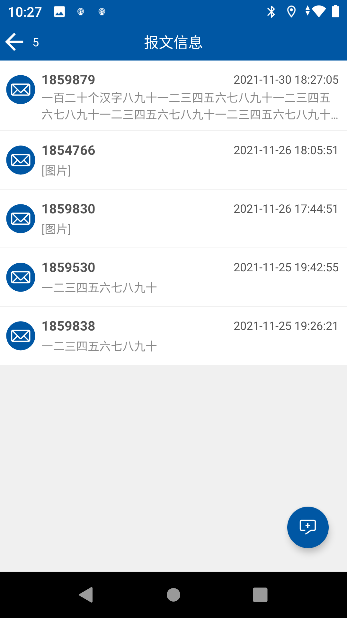 10:27
5
报文信息
1859879
2021-11-30 18:27:05
一百二十个汉字八九十一二三四五六七八九十一二三四五
六七八九十一二三四五六七八九十一二三四五六七八九十…
1854766
2021-11-26 18:05:51
[图片]
1859830
2021-11-26 17:44:51
[图片]
1859530
2021-11-25 19:42:55
一二三四五六七八九十
1859838
2021-11-25 19:26:21
一二三四五六七八九十